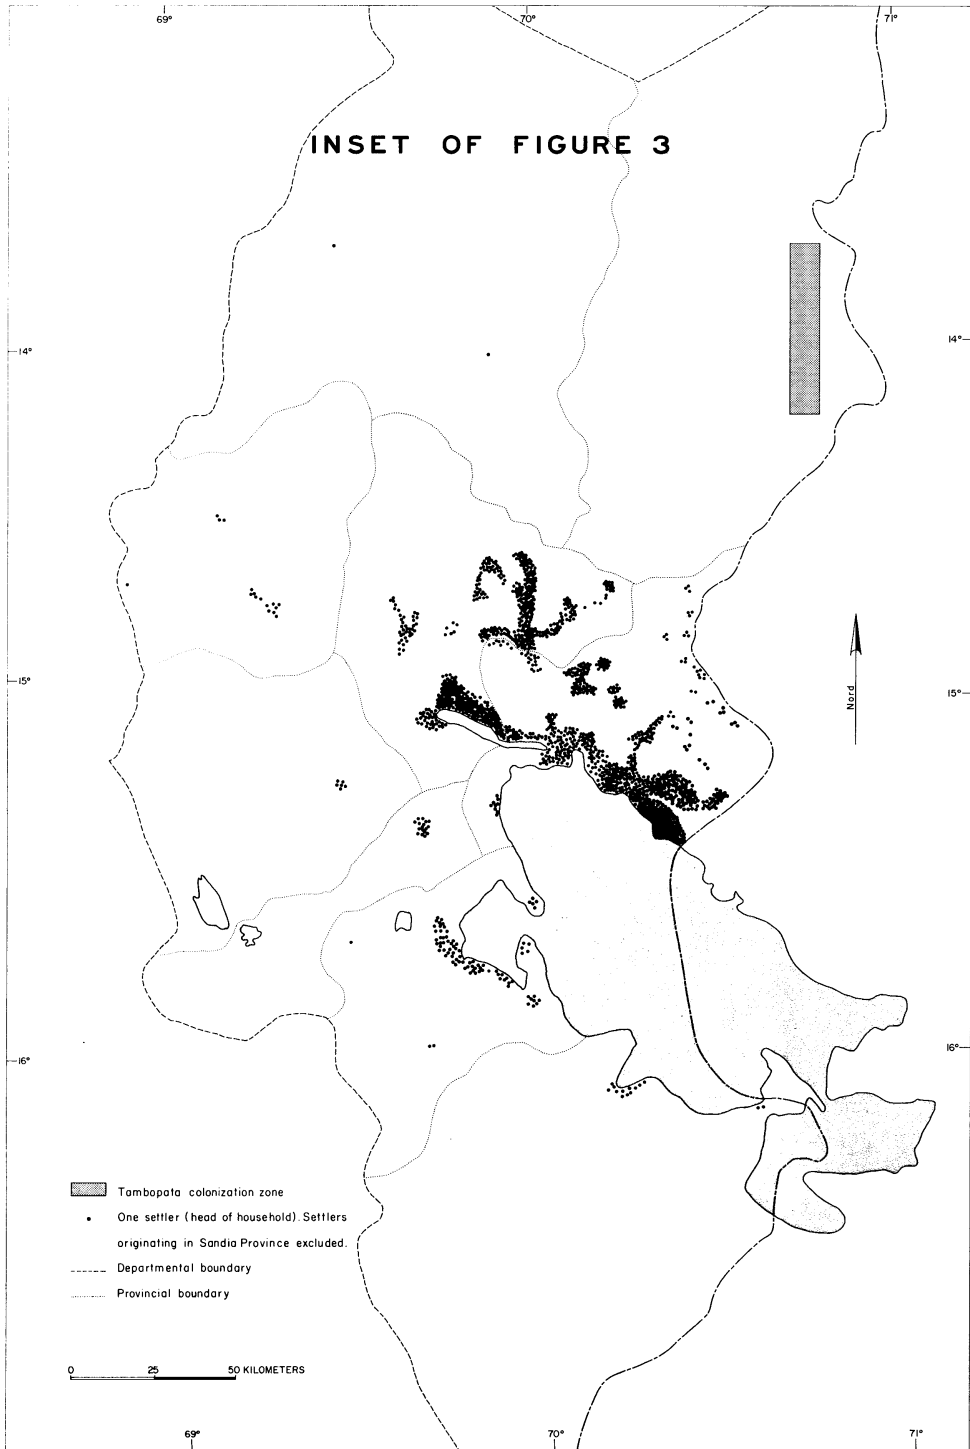 69° 70° 71°
INSET OF FIGURE 3
14° 14°
Nord
15° 15°
16° 16°
Tambopata colonization zone
One settler (head of household). Settlers
originating in Sandia Province excluded.
Departmental boundary
Provincial boundary
0 25 50 KILOMETERS
69° 70° 71°